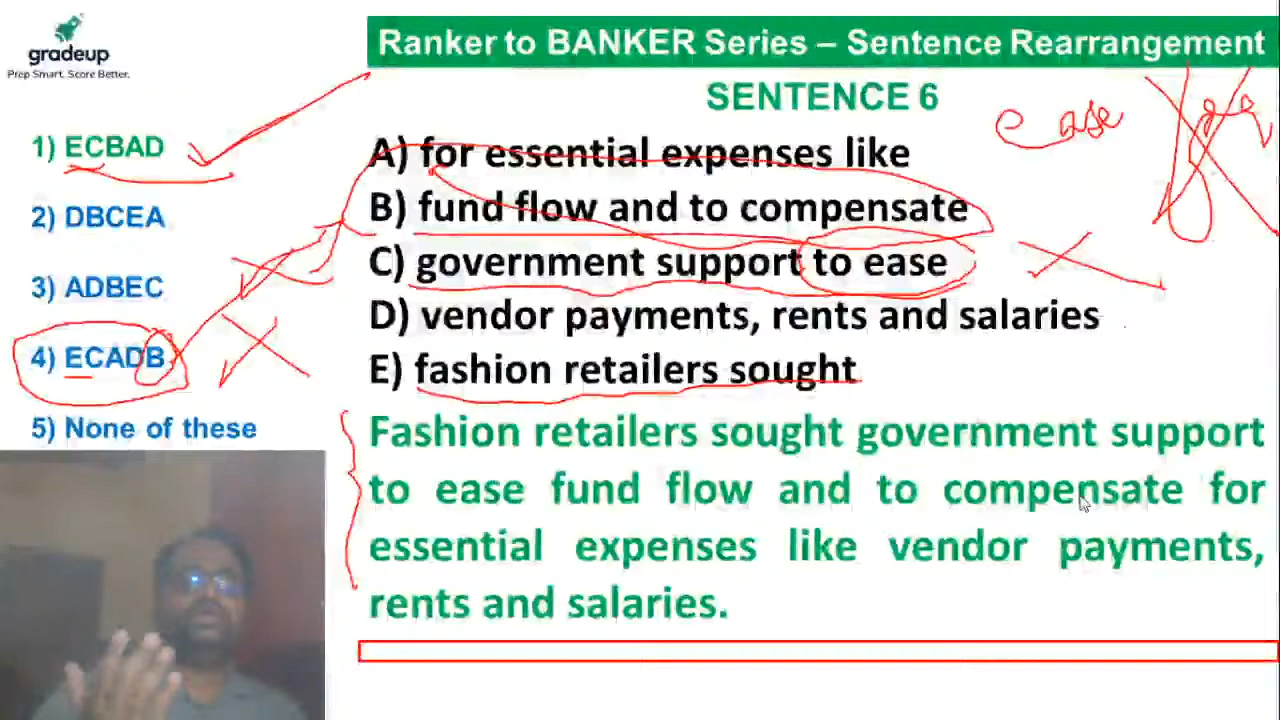 gradeup
Prep Smart. Score Better.
Ranker to BANKER Series – Sentence Rearrangement
SENTENCE 6
ease
1) ECBAD
2) DBCEA
3) ADBEC
4) ECADB
5) None of these
A) for essential expenses like
B) fund flow and to compensate
C) government support to ease
D) vendor payments, rents and salaries
E) fashion retailers sought
Fashion retailers sought government support
to ease fund flow and to compensate for
essential expenses like vendor payments,
rents and salaries.